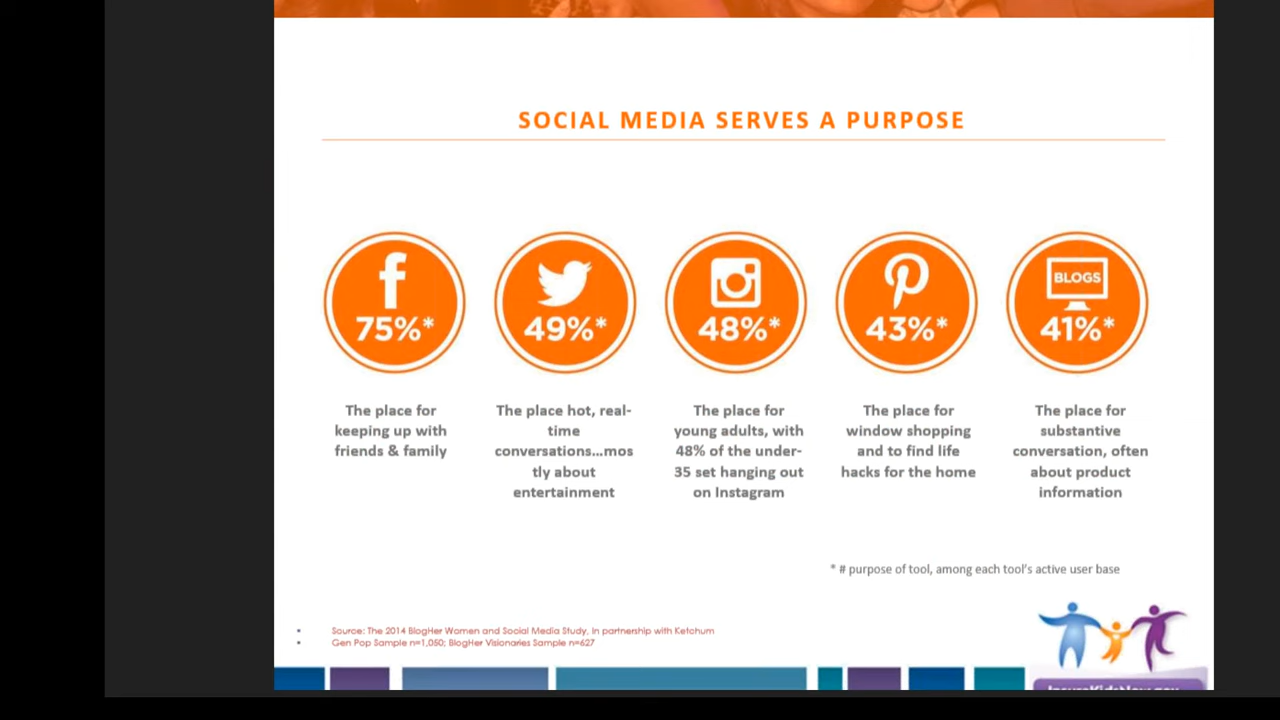 SOCIAL MEDIA SERVES A PURPOSE
f
75%*
49%*
48%*
43%*
BLOGS
41%*
The place for
keeping up with
friends & family
The place hot, real-
time
conversations...mos
tly about
entertainment
The place for
young adults, with
48% of the under-
35 set hanging out
on Instagram
The place for
window shopping
and to find life
hacks for the home
The place for
substantive
conversation, often
about product
information
* # purpose of tool, among each tool's active user base
Source: The 2014 BlogHer Women and Social Media Study, in partnership with Ketchum
Gen Pop Sample n=1,050; BlogHer Visionaries Sample n=627
InsureKidsNow.gov